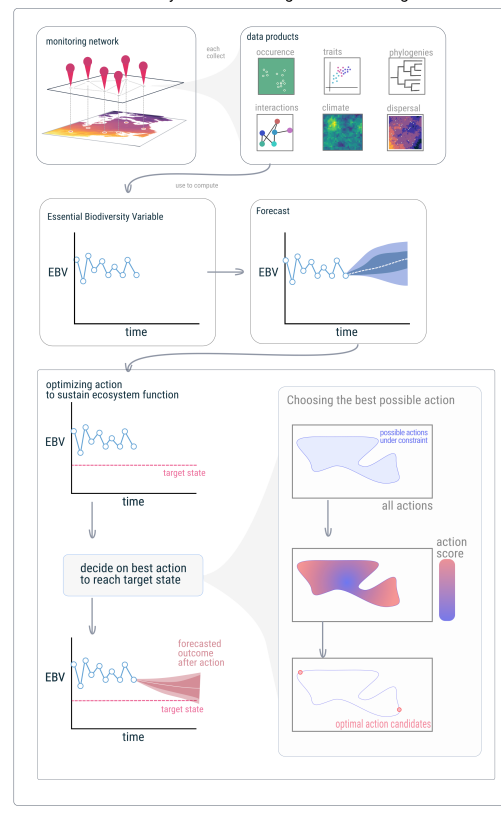 monitoring network
each
collect
data products
occurence
traits
phylogenies
interactions
climate
dispersal
use to compute
Essential Biodiversity Variable
EBV
time
Forecast
EBV
time
optimizing action
to sustain ecosystem function
EBV
target state
time
decide on best action
to reach target state
EBV
forecasted
outcome
after action
target state
time
Choosing the best possible action
possible actions
under constraint
all actions
action
score
optimal action candidates